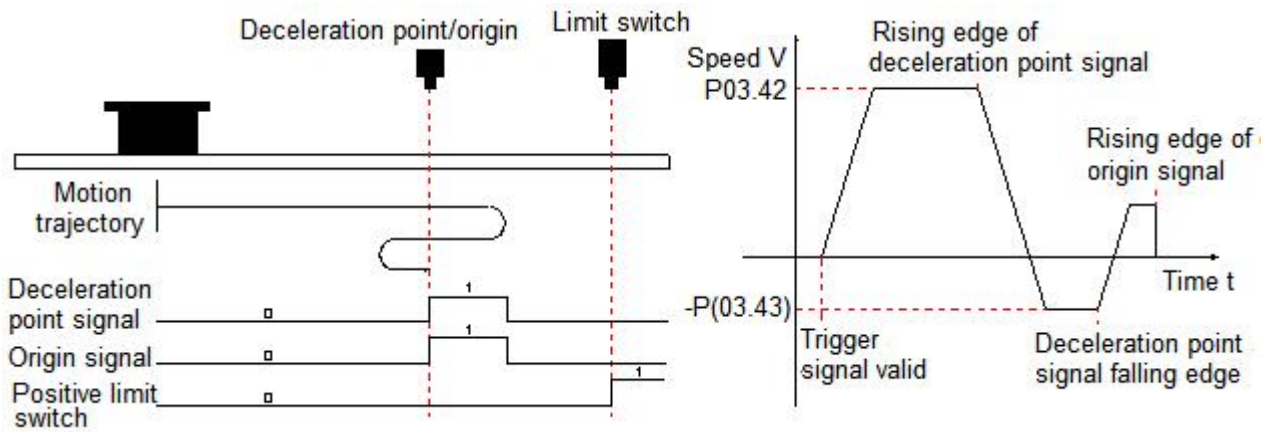 Deceleration point/origin
Limit switch
Motion
trajectory
Deceleration
point signal
0
1
Origin signal
0
1
Positive limit
switch
0
1
Speed V
P03.42
Rising edge of
deceleration point signal
Rising edge of
origin signal
Time t
-P(03.43)
Trigger
signal valid
Deceleration point
signal falling edge